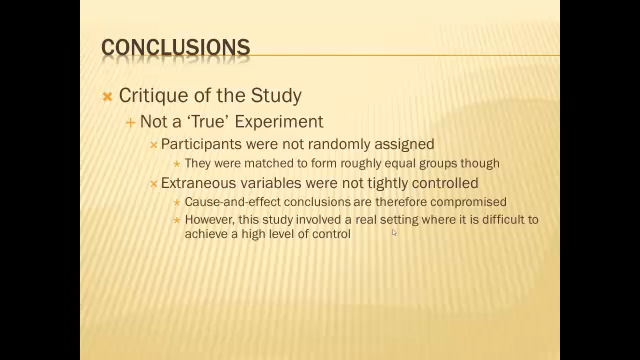 CONCLUSIONS
Critique of the Study
Not a ‘True’ Experiment
Participants were not randomly assigned
They were matched to form roughly equal groups though
Extraneous variables were not tightly controlled
Cause-and-effect conclusions are therefore compromised
However, this study involved a real setting where it is difficult to
achieve a high level of control